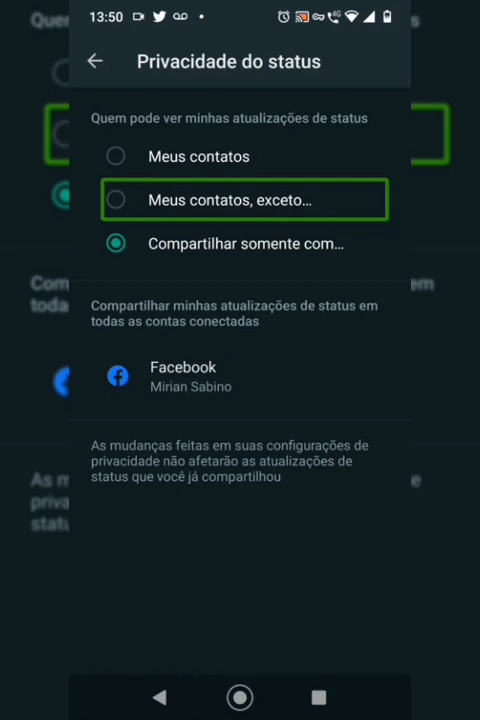 13:50
4G
Privacidade do status
Quem pode ver minhas atualizações de status
Meus contatos
Meus contatos, exceto...
Compartilhar somente com...
Compartilhar minhas atualizações de status em
todas as contas conectadas
Facebook
Mirian Sabino
As mudanças feitas em suas configurações de
privacidade não afetarão as atualizações de
status que você já compartilhou